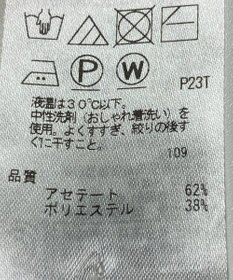 P
W
P23T
液温は30℃以下。
中性洗剤(おしゃれ着洗い)を
使用。よくすすぎ、絞りの後す
ぐに干すこと。
109
品質
アセテート 62%
ポリエステル 38%